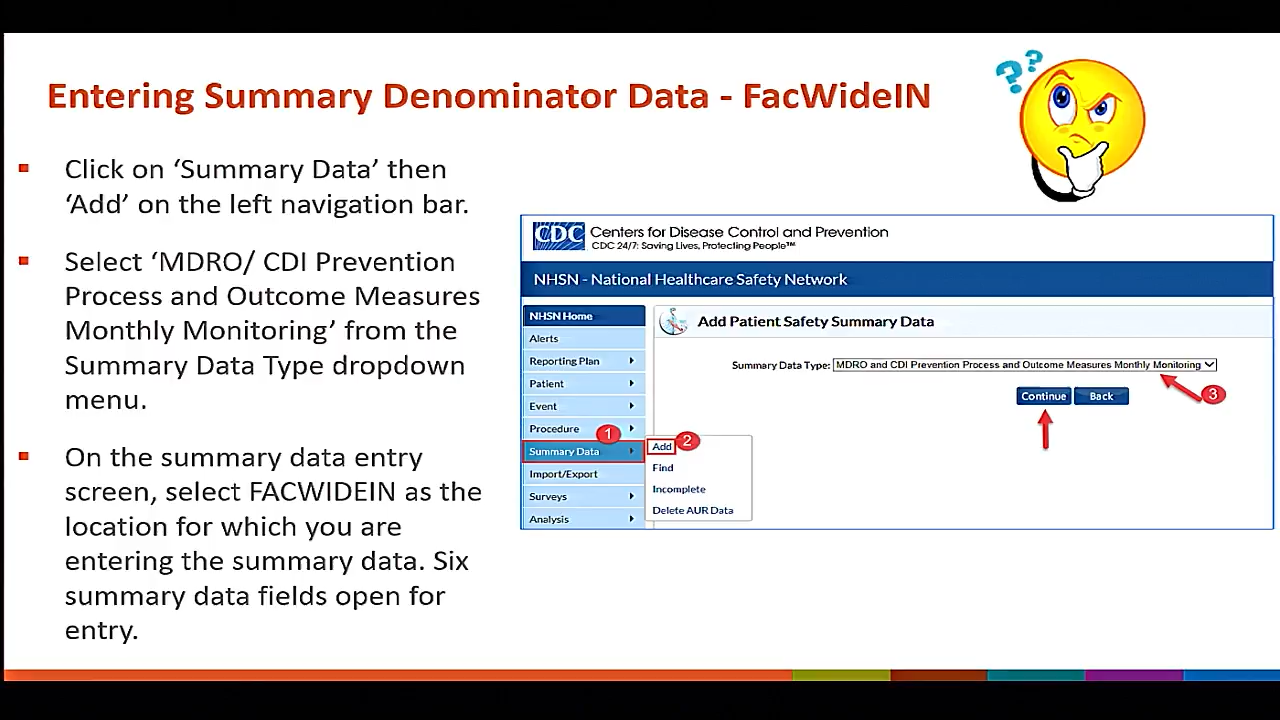 Entering Summary Denominator Data - FacWideIN
Click on ‘Summary Data’ then
‘Add’ on the left navigation bar.
Select ‘MDRO/ CDI Prevention
Process and Outcome Measures
Monthly Monitoring’ from the
Summary Data Type dropdown
menu.
On the summary data entry
screen, select FACWIDEIN as the
location for which you are
entering the summary data. Six
summary data fields open for
entry.
??
CDC Centers for Disease Control and Prevention
CDC 24/7: Saving Lives, Protecting People™
NHSN - National Healthcare Safety Network
NHSN Home
Alerts
Reporting Plan
Patient
Event
Procedure
1
Summary Data
Import/Export
Surveys
Analysis
Add 2
Find
Incomplete
Delete AUR Data
Add Patient Safety Summary Data
Summary Data Type: MDRO and CDI Prevention Process and Outcome Measures Monthly Monitoring
3
Continue Back